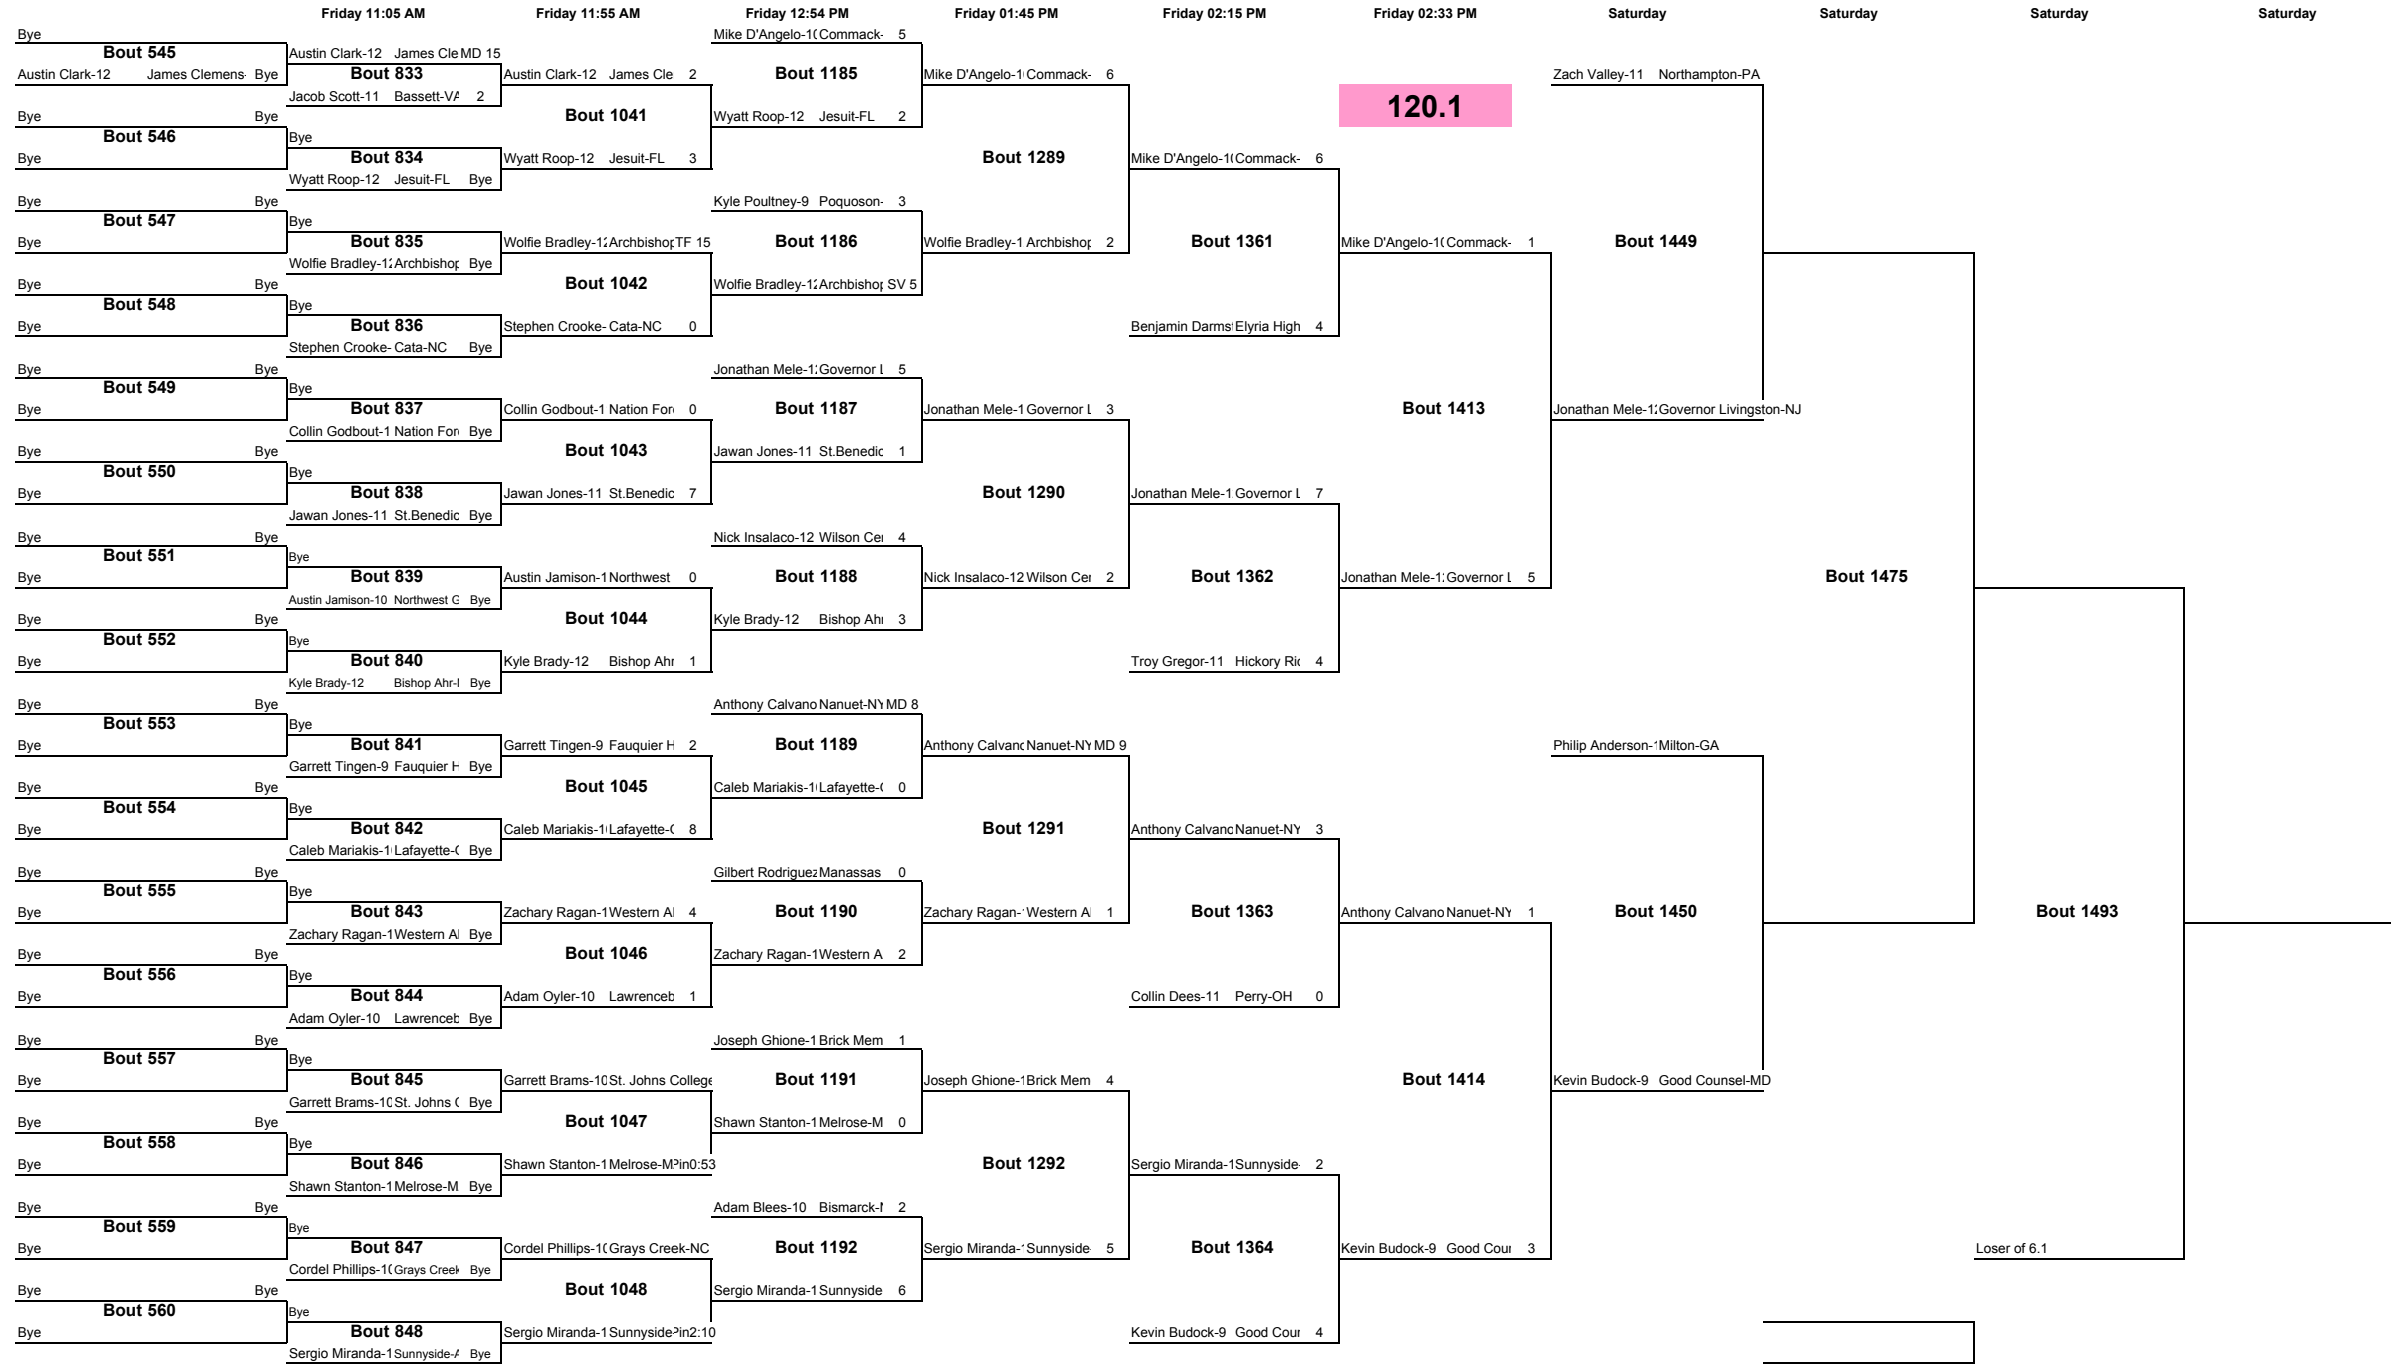 Friday 11:05 AM Friday 11:55 AM Friday 12:54 PM Friday 01:45 PM Friday 02:15 PM Friday 02:33 PM Saturday Saturday Saturday Saturday
Bye Mike D'Angelo-1( Commack- 5
Bout 545 Austin Clark-12 James Cle MD 15
Austin Clark-12 James Clemens- Bye Bout 833 Austin Clark-12 James Cle 2 Bout 1185 Mike D'Angelo-1( Commack- 6 Zach Valley-11 Northampton-PA
Jacob Scott-11 Bassett-VA 2 120.1
Bye Bye Bout 1041 Wyatt Roop-12 Jesuit-FL 2
Bout 546 Bye
Bye Bout 834 Wyatt Roop-12 Jesuit-FL 3 Bout 1289 Mike D'Angelo-1( Commack- 6
Wyatt Roop-12 Jesuit-FL Bye
Bye Bye Kyle Poultney-9 Poquoson- 3
Bout 547 Bye
Bye Bout 835 Wolfie Bradley-12 Archbishop TF 15 Bout 1186 Wolfie Bradley-1 Archbishop 2 Bout 1361 Mike D'Angelo-1( Commack- 1 Bout 1449
Wolfie Bradley-12 Archbishop Bye
Bye Bye Bout 1042 Wolfie Bradley-12 Archbishop SV 5
Bout 548 Bye
Bye Bout 836 Stephen Crooke- Cata-NC 0 Benjamin Darms Elyria High 4
Stephen Crooke- Cata-NC Bye
Bye Bye Jonathan Mele-1 Governor L 5
Bout 549 Bye
Bye Bout 837 Collin Godbout-1 Nation For 0 Bout 1187 Jonathan Mele-1 Governor L 3 Bout 1413 Jonathan Mele-1 Governor Livingston-NJ
Collin Godbout-1 Nation For Bye
Bye Bye Bout 1043 Jawan Jones-11 St.Benedic 1
Bout 550 Bye
Bye Bout 838 Jawan Jones-11 St.Benedic 7 Bout 1290 Jonathan Mele-1 Governor L 7
Jawan Jones-11 St.Benedic Bye
Bye Bye Nick Insalaco-12 Wilson Cer 4
Bout 551 Bye
Bye Bout 839 Austin Jamison-1 Northwest 0 Bout 1188 Nick Insalaco-12 Wilson Cer 2 Bout 1362 Jonathan Mele-1 Governor L 5 Bout 1475
Austin Jamison-10 Northwest G Bye
Bye Bye Bout 1044 Kyle Brady-12 Bishop Ahr 3
Bout 552 Bye
Bye Bout 840 Kyle Brady-12 Bishop Ahr 1 Troy Gregor-11 Hickory Ric 4
Kyle Brady-12 Bishop Ahr-I Bye
Bye Bye Anthony Calvano Nanuet-NY MD 8
Bout 553 Bye
Bye Bout 841 Garrett Tingen-9 Fauquier H 2 Bout 1189 Anthony Calvano Nanuet-NY MD 9 Philip Anderson-1 Milton-GA
Garrett Tingen-9 Fauquier H Bye
Bye Bye Bout 1045 Caleb Mariakis-1( Lafayette-( 0
Bout 554 Bye
Bye Bout 842 Caleb Mariakis-1( Lafayette-( 8 Bout 1291 Anthony Calvano Nanuet-NY 3
Caleb Mariakis-1( Lafayette-( Bye
Bye Bye Gilbert Rodriguez Manassas 0
Bout 555 Bye
Bye Bout 843 Zachary Ragan-1 Western Al 4 Bout 1190 Zachary Ragan-1 Western Al 1 Bout 1363 Anthony Calvano Nanuet-NY 1 Bout 1450 Bout 1493
Zachary Ragan-1 Western Al Bye
Bye Bye Bout 1046 Zachary Ragan-1 Western A 2
Bout 556 Bye
Bye Bout 844 Adam Oyler-10 Lawrenceb 1 Collin Dees-11 Perry-OH 0
Adam Oyler-10 Lawrenceb Bye
Bye Bye Joseph Ghione-1 Brick Mem 1
Bout 557 Bye
Bye Bout 845 Garrett Brams-10 St. Johns College Bout 1191 Joseph Ghione-1 Brick Mem 4 Bout 1414 Kevin Budock-9 Good Counsel-MD
Garrett Brams-10 St. Johns ( Bye
Bye Bye Bout 1047 Shawn Stanton-1 Melrose-M 0
Bout 558 Bye
Bye Bout 846 Shawn Stanton-1 Melrose-M Pin0:53 Bout 1292 Sergio Miranda-1 Sunnyside- 2
Shawn Stanton-1 Melrose-M Bye
Bye Bye Adam Blees-10 Bismarck-N 2
Bout 559 Bye
Bye Bout 847 Cordel Phillips-1( Grays Creek-NC Bout 1192 Sergio Miranda-1 Sunnyside- 5 Bout 1364 Kevin Budock-9 Good Cour 3 Loser of 6.1
Cordel Phillips-1( Grays Creek Bye
Bye Bye Bout 1048 Sergio Miranda-1 Sunnyside 6
Bout 560 Bye
Bye Bout 848 Sergio Miranda-1 Sunnyside Pin2:10 Kevin Budock-9 Good Cour 4
Sergio Miranda-1 Sunnyside-A Bye